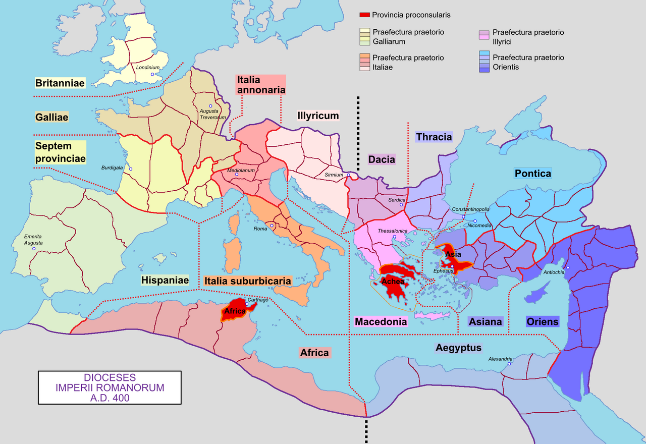 Provincia proconsularis
Praefectura praetorio
Galliarum
Praefectura praetorio
Illyrici
Praefectura praetorio
Italiae
Praefectura praetorio
Orientis
Londinium
Britanniae
Italia
annonaria
Galliae
Augusta
Treverorum
Illyricum
Thracia
Septem
provinciae
Dacia
Burdigala
Mediolanum
Sirmium
Pontica
Serdica
Constantinopolis
Nicomedia
Emerita
Augusta
Roma
Thessalonica
Asia
Ephesus
Antiochia
Hispaniae
Italia suburbicaria
Achea
Carthago
Africa
Macedonia
Asiana
Oriens
Africa
Aegyptus
Alexandria
DIOCESES
IMPERII ROMANORUM
A.D. 400